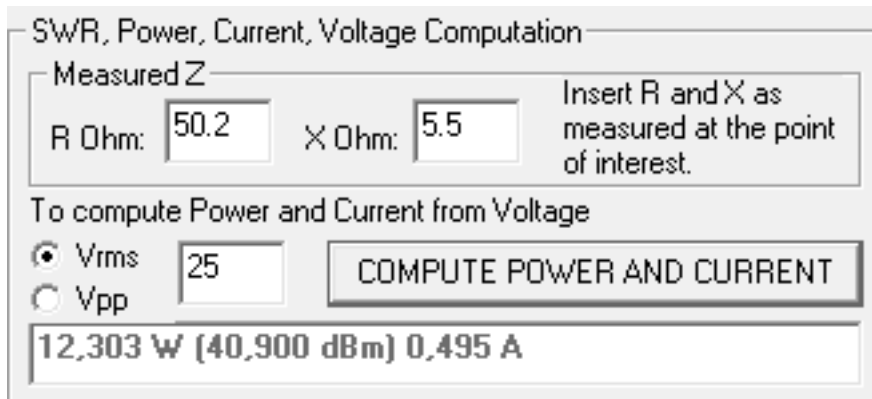 SWR, Power, Current, Voltage Computation
Measured Z
R Ohm: 50.2 X Ohm: 5.5
Insert R and X as
measured at the point
of interest.
To compute Power and Current from Voltage
Vrms
Vpp
25
COMPUTE POWER AND CURRENT
12,303 W (40,900 dBm) 0,495 A